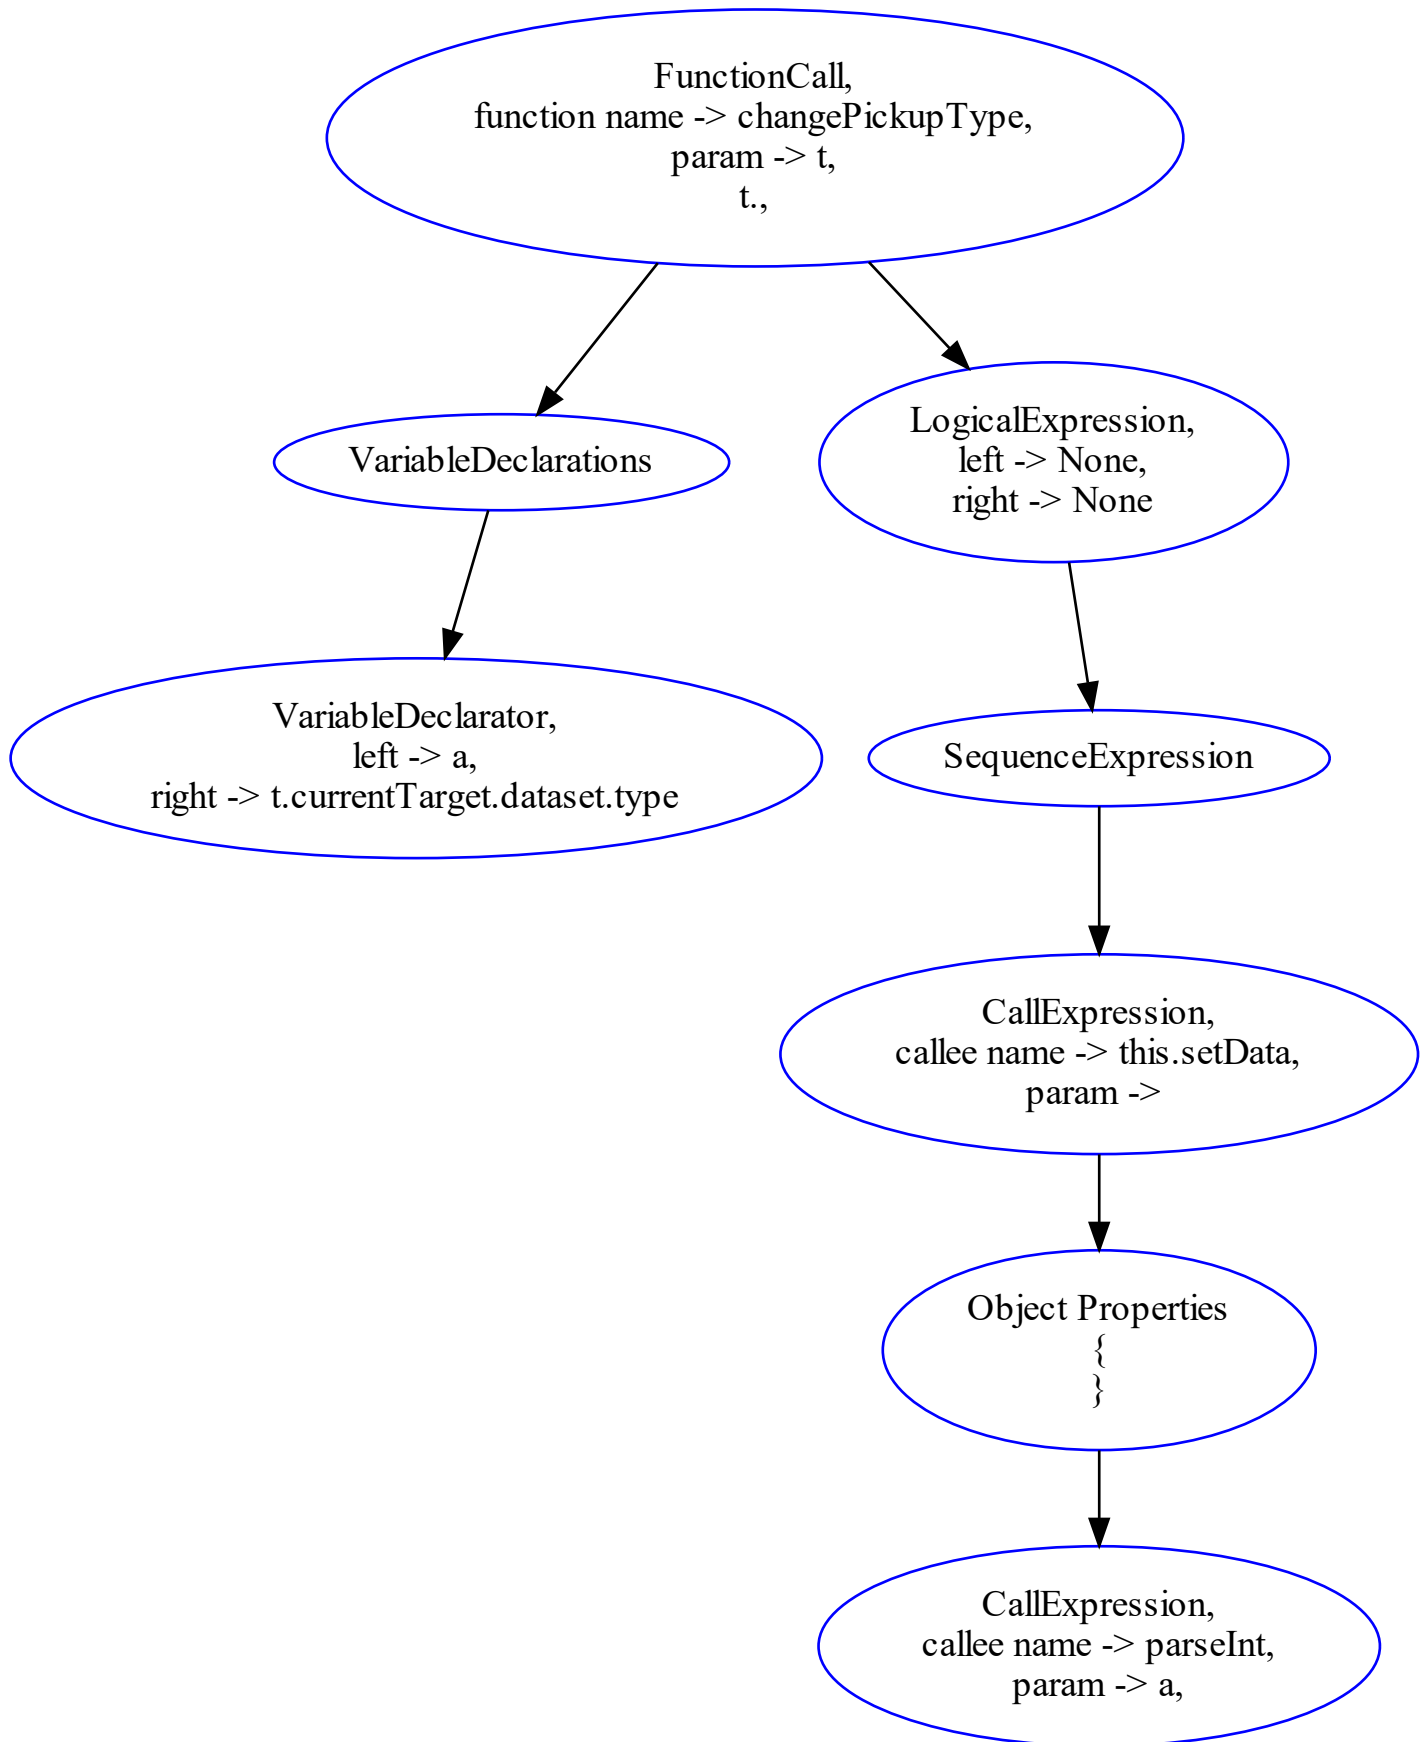 FunctionCall,
function name -> changePickupType,
param -> t,
t.,
VariableDeclarations
LogicalExpression,
left -> None,
right -> None
VariableDeclarator,
left -> a,
right -> t.currentTarget.dataset.type
SequenceExpression
CallExpression,
callee name -> this.setData,
param ->
Object Properties
{
}
CallExpression,
callee name -> parseInt,
param -> a,